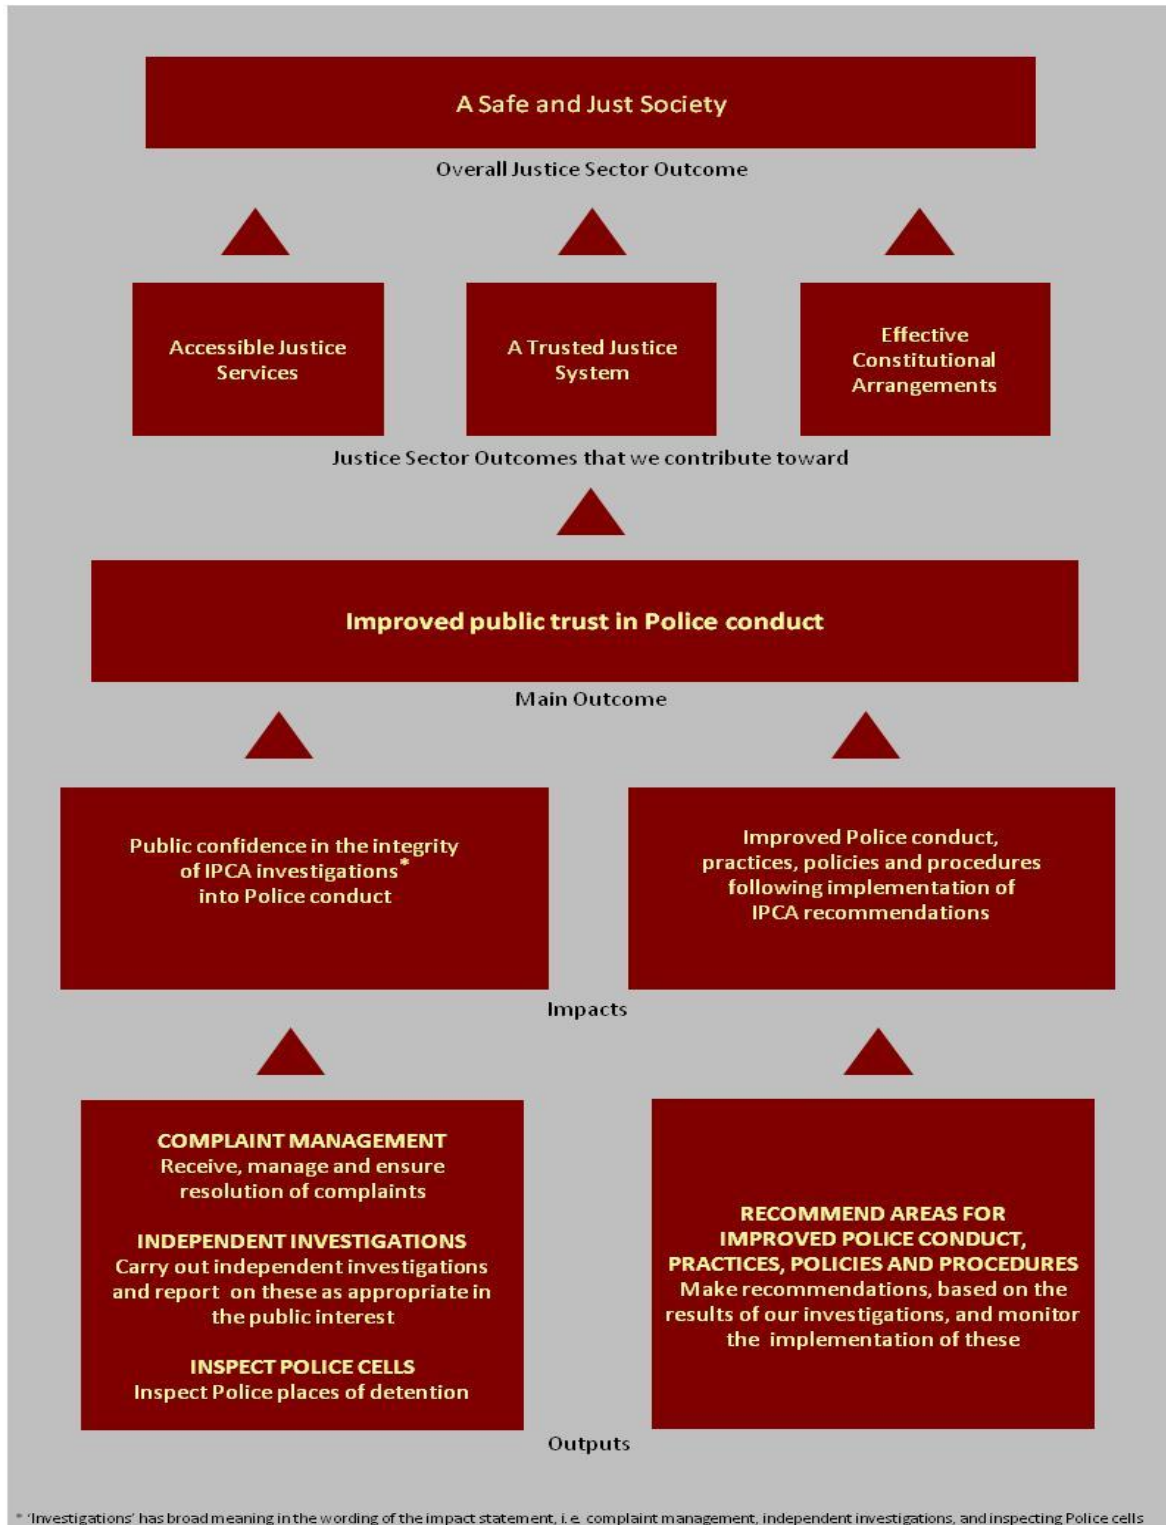 A Safe and Just Society
Overall Justice Sector Outcome
Accessible Justice
Services
A Trusted Justice
System
Effective
Constitutional
Arrangements
Justice Sector Outcomes that we contribute toward
Improved public trust in Police conduct
Main Outcome
Public confidence in the integrity
of IPCA investigations*
into Police conduct
Improved Police conduct,
practices, policies and procedures
following implementation of
IPCA recommendations
Impacts
COMPLAINT MANAGEMENT
Receive, manage and ensure
resolution of complaints
INDEPENDENT INVESTIGATIONS
Carry out independent investigations
and report on these as appropriate in
the public interest
INSPECT POLICE CELLS
Inspect Police places of detention
RECOMMEND AREAS FOR
IMPROVED POLICE CONDUCT,
PRACTICES, POLICIES AND PROCEDURES
Make recommendations, based on the
results of our investigations, and monitor
the implementation of these
Outputs
* 'Investigations' has broad meaning in the wording of the impact statement, i.e. complaint management, independent investigations, and inspecting Police cells